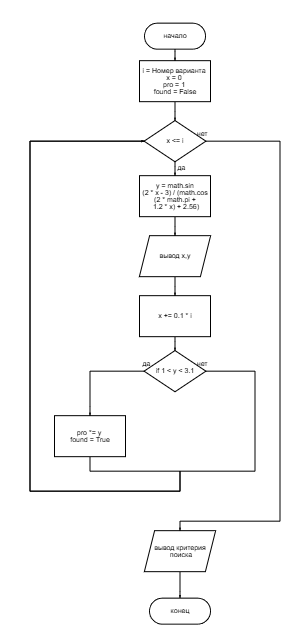 начало
i = Номер варианта
x = 0
pro = 1
found = False
x <= i
нет
да
y = math.sin
(2 * x - 3) / (math.cos
(2 * math.pi +
1.2 * x) + 2.56)
вывод x,y
x += 0.1 * i
да
if 1 < y < 3.1
нет
pro *= y
found = True
вывод критерия
поиска
конец